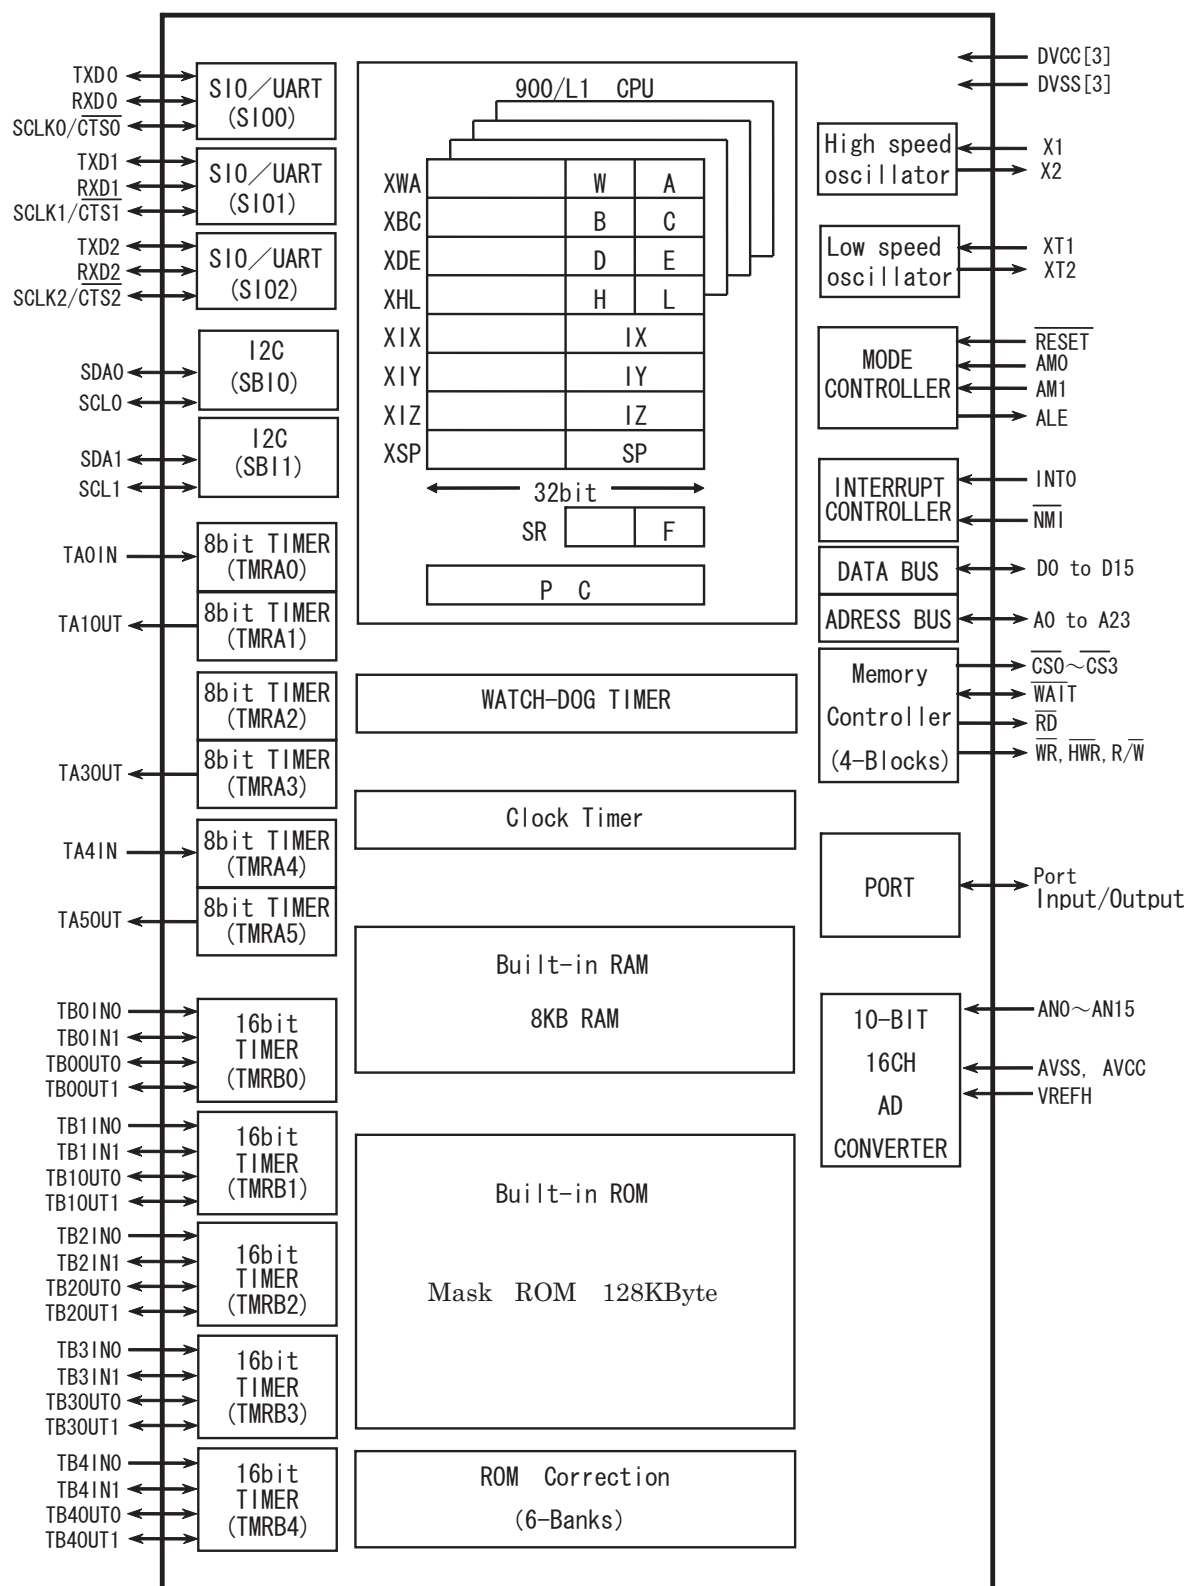 TXD0
RXD0
SCLK0/CTS0
SIO/UART
(SIO0)
TXD1
RXD1
SCLK1/CTS1
SIO/UART
(SIO1)
TXD2
RXD2
SCLK2/CTS2
SIO/UART
(SIO2)
SDA0
SCL0
I2C
(SBI0)
SDA1
SCL1
I2C
(SBI1)
TA0IN
8bit TIMER
(TMRA0)
TA1OUT
8bit TIMER
(TMRA1)
8bit TIMER
(TMRA2)
TA3OUT
8bit TIMER
(TMRA3)
TA4IN
8bit TIMER
(TMRA4)
TA5OUT
8bit TIMER
(TMRA5)
TB0IN0
TB0IN1
TB0OUT0
TB0OUT1
16bit
TIMER
(TMRB0)
TB1IN0
TB1IN1
TB1OUT0
TB1OUT1
16bit
TIMER
(TMRB1)
TB2IN0
TB2IN1
TB2OUT0
TB2OUT1
16bit
TIMER
(TMRB2)
TB3IN0
TB3IN1
TB3OUT0
TB3OUT1
16bit
TIMER
(TMRB3)
TB4IN0
TB4IN1
TB4OUT0
TB4OUT1
16bit
TIMER
(TMRB4)
900/L1 CPU
XWA W A
XBC B C
XDE D E
XHL H L
XIX IX
XIY IY
XIZ IZ
XSP SP
32bit
SR F
P C
WATCH-DOG TIMER
Clock Timer
Built-in RAM
8KB RAM
Built-in ROM
Mask ROM 128KByte
ROM Correction
(6-Banks)
DVCC[3]
DVSS[3]
High speed
oscillator
X1
X2
Low speed
oscillator
XT1
XT2
MODE
CONTROLLER
RESET
AM0
AM1
ALE
INTERRUPT
CONTROLLER
INT0
NMI
DATA BUS
D0 to D15
ADRESS BUS
A0 to A23
Memory
Controller
(4-Blocks)
CS0～CS3
WAIT
RD
WR, HWR, R/W
PORT
Port
Input/Output
10-BIT
16CH
AD
CONVERTER
AN0～AN15
AVSS, AVCC
VREFH